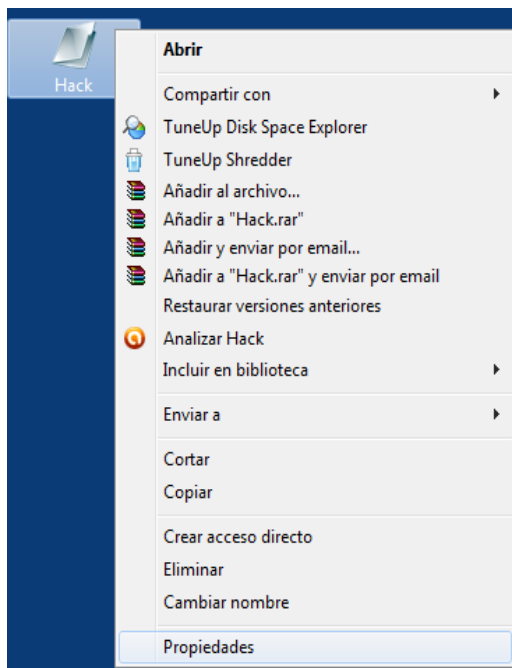 Hack
Abrir
Compartir con
TuneUp Disk Space Explorer
TuneUp Shredder
Añadir al archivo...
Añadir a "Hack.rar"
Añadir y enviar por email...
Añadir a "Hack.rar" y enviar por email
Restaurar versiones anteriores
Analizar Hack
Incluir en biblioteca
Enviar a
Cortar
Copiar
Crear acceso directo
Eliminar
Cambiar nombre
Propiedades